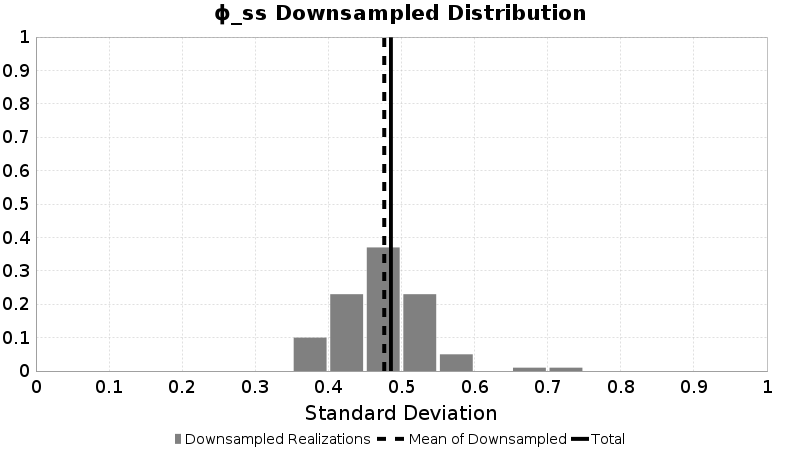 ϕ_ss Downsampled Distribution
1
0.9
0.8
0.7
0.6
0.5
0.4
0.3
0.2
0.1
0
0 0.1 0.2 0.3 0.4 0.5 0.6 0.7 0.8 0.9 1
Standard Deviation
Downsampled Realizations Mean of Downsampled Total